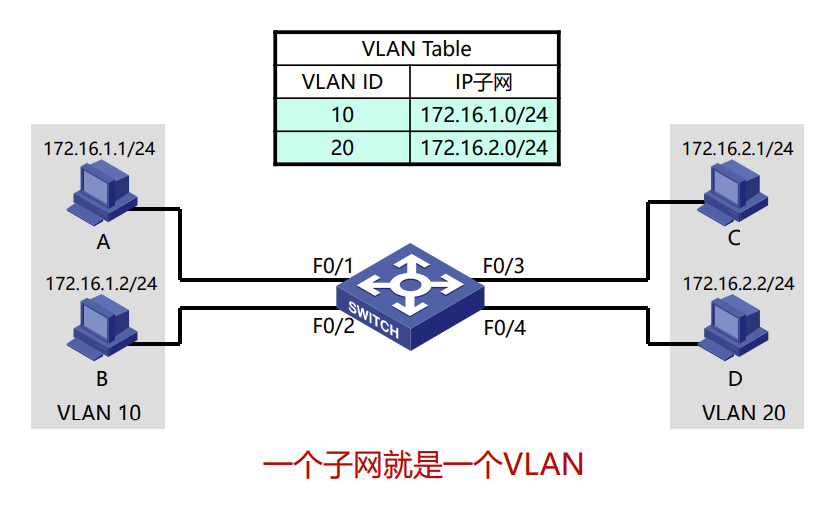 VLAN Table
VLAN ID IP子网
10 172.16.1.0/24
20 172.16.2.0/24
172.16.1.1/24
A
172.16.1.2/24
B
VLAN 10
F0/1
F0/2
SWITCH
F0/3
F0/4
172.16.2.1/24
C
172.16.2.2/24
D
VLAN 20
一个子网就是一个VLAN